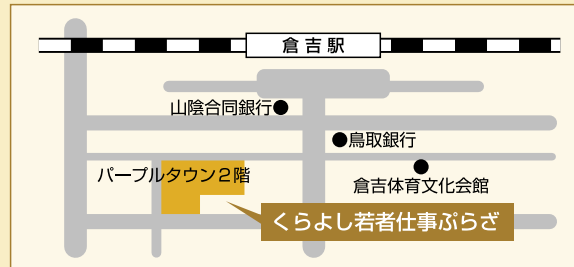 倉吉駅
山陰合同銀行
鳥取銀行
パープルタウン２階
倉吉体育文化会館
くらよし若者仕事ぷらざ